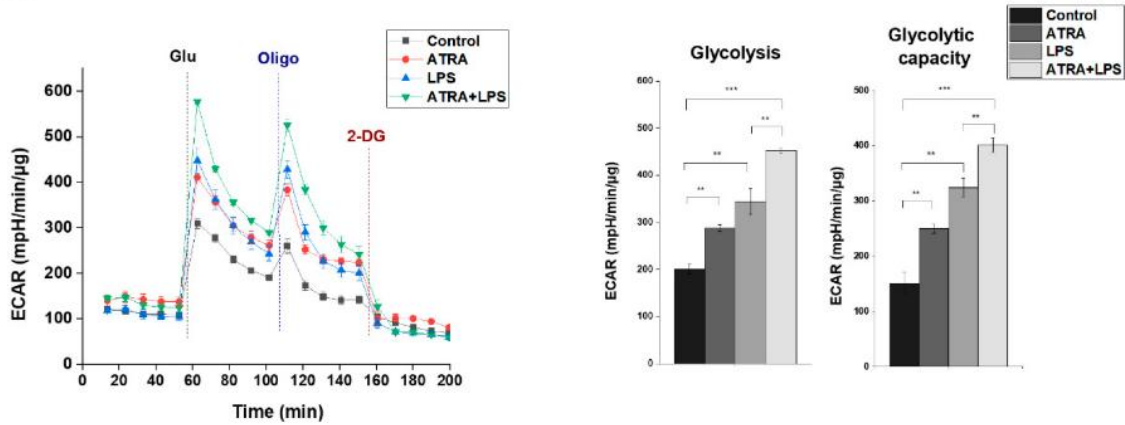 Glu
Oligo
2-DG
Control
ATRA
LPS
ATRA+LPS
ECAR (mpH/min/µg)
600
500
400
300
200
100
0
0 20 40 60 80 100 120 140 160 180 200
Time (min)
Glycolysis
ECAR (mpH/min/µg)
600
500
400
300
200
100
0
***
**
**
**
Glycolytic
capacity
ECAR (mpH/min/µg)
500
400
300
200
100
0
***
**
**
**
Control
ATRA
LPS
ATRA+LPS